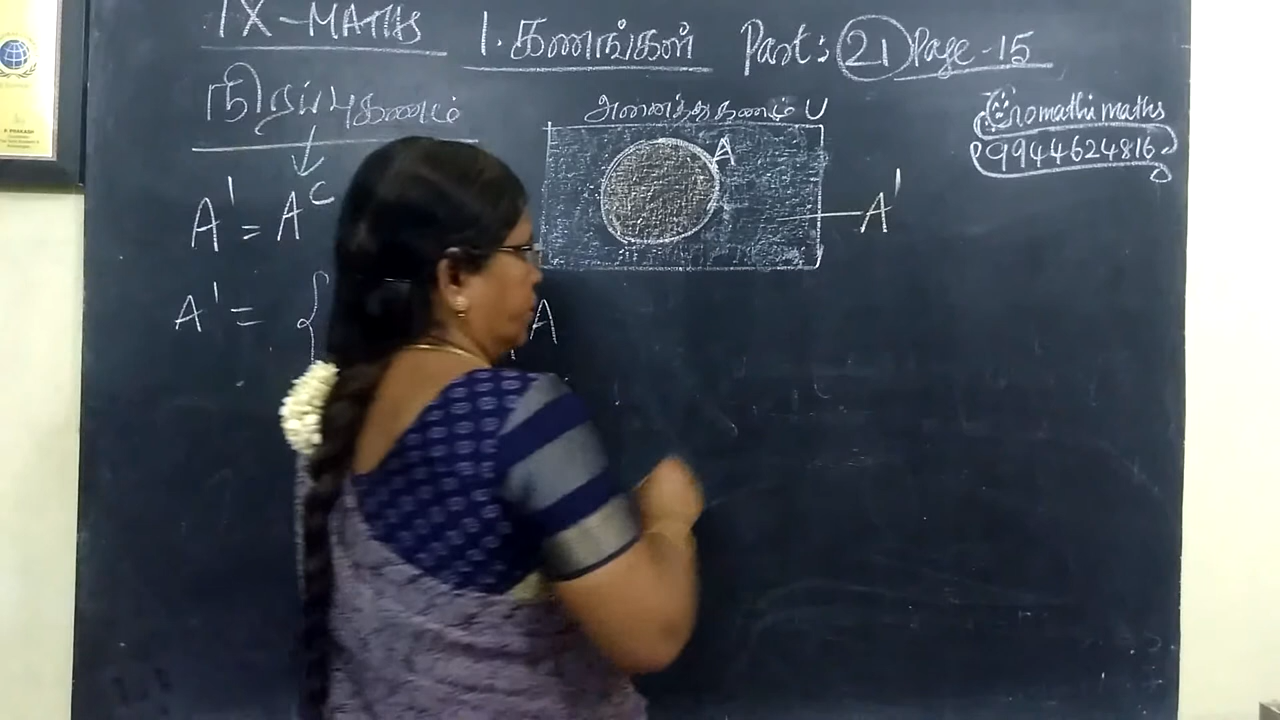 IX-MATHS 1. கணங்கள் Part: 21 Page-15
நிரப்புகணம்
அனைத்துகணம் U
Gomathi maths
9944624816
A
A' = A^C
A'
A' = {
A